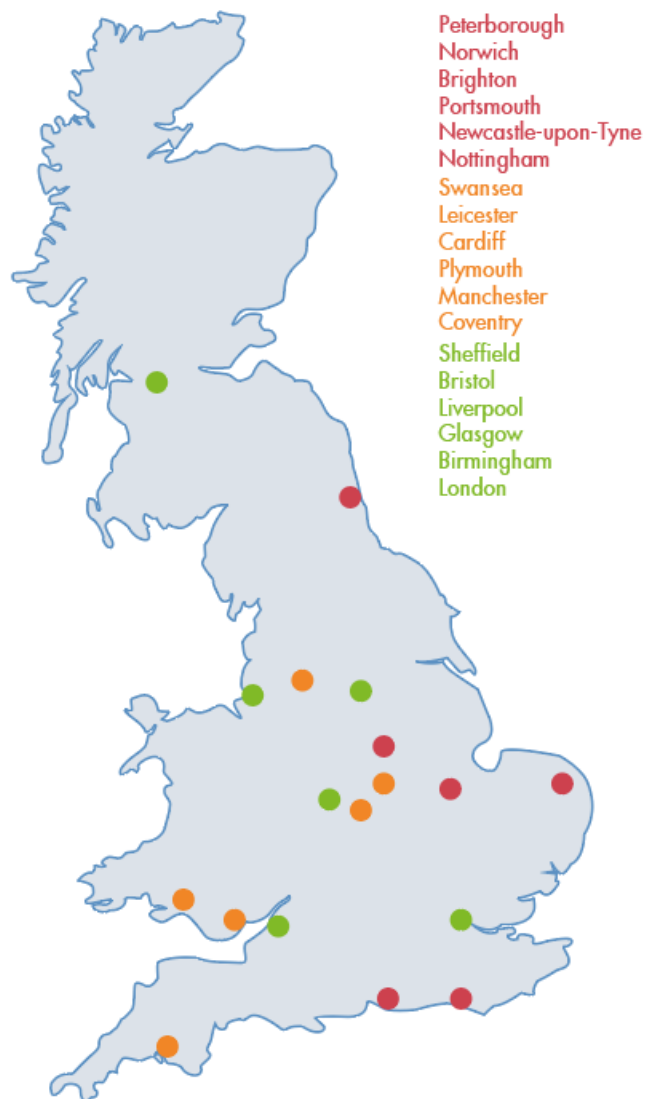 Peterborough
Norwich
Brighton
Portsmouth
Newcastle-upon-Tyne
Nottingham
Swansea
Leicester
Cardiff
Plymouth
Manchester
Coventry
Sheffield
Bristol
Liverpool
Glasgow
Birmingham
London